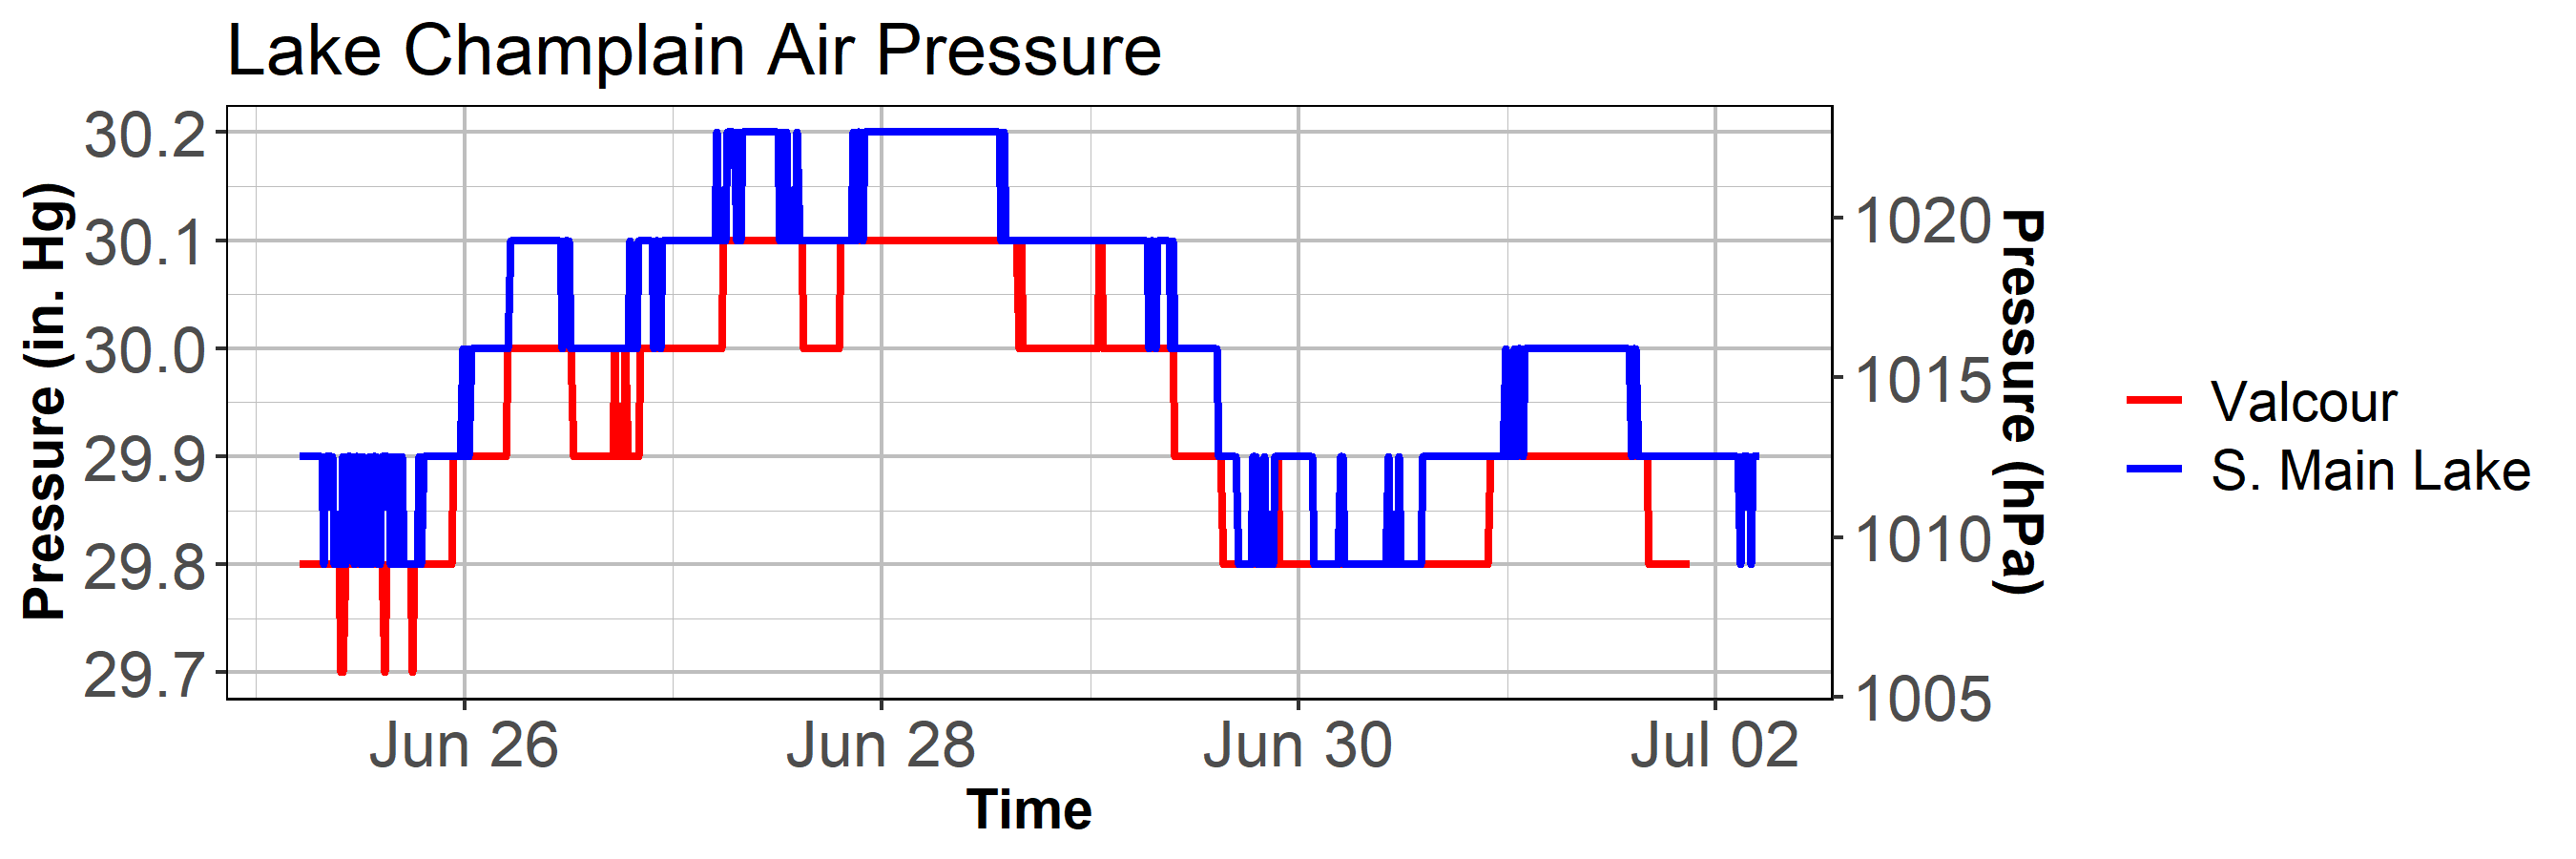 Lake Champlain Air Pressure
Pressure (in. Hg)
30.2
30.1
30.0
29.9
29.8
29.7
1020
1015
1010
1005
Pressure (hPa)
Jun 26
Jun 28
Jun 30
Jul 02
Time
Valcour
S. Main Lake